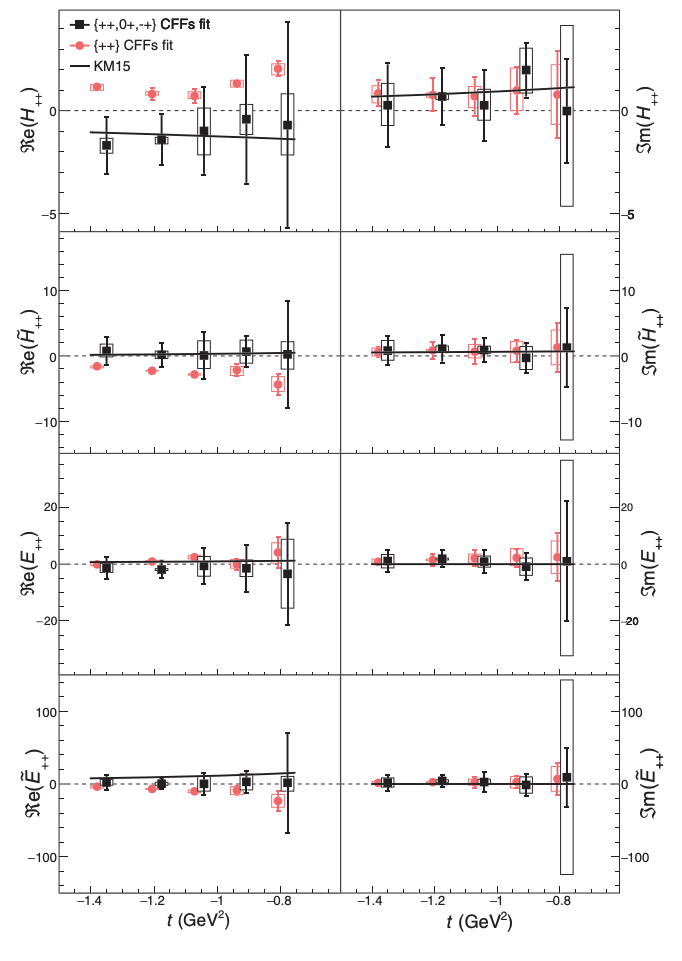 {++,0+,-+} CFFs fit
{++} CFFs fit
KM15
ℜe(H₊₊)
0
−5
ℑm(H₊₊)
0
−5
ℜe(H̃₊₊)
10
0
−10
ℑm(H̃₊₊)
10
0
−10
ℜe(E₊₊)
20
0
−20
ℑm(E₊₊)
20
0
−20
ℜe(Ẽ₊₊)
100
0
−100
ℑm(Ẽ₊₊)
100
0
−100
−1.4 −1.2 −1 −0.8
−1.4 −1.2 −1 −0.8
t (GeV²)
t (GeV²)